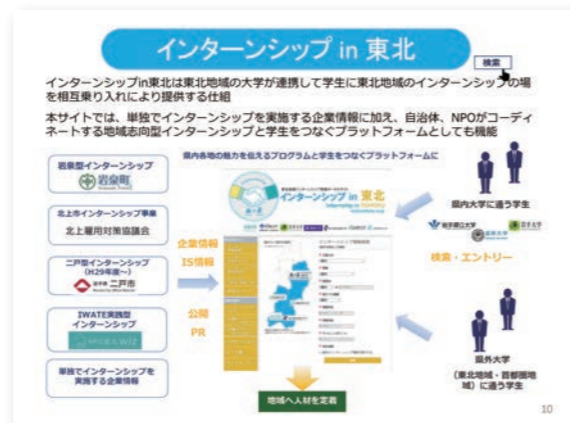 インターンシップ in 東北
検索
インターンシップin東北は東北地域の大学が連携して学生に東北地域のインターンシップの場
を相互乗り入れにより提供する仕組
本サイトでは、単独でインターンシップを実施する企業情報に加え、自治体、NPOがコーディ
ネートする地域志向型インターンシップと学生をつなぐプラットフォームとしても機能
県内各地の魅力を伝えるプログラムと学生をつなぐプラットフォームに
岩泉型インターンシップ
岩泉町
北上市インターンシップ事業
北上雇用対策協議会
二戸型インターンシップ
(H29年度~)
岩手県 二戸市
IWATE実践型
インターンシップ
wiz
単独でインターンシップを
実施する企業情報
企業情報
IS情報
公開
PR
インターンシップ in 東北
地域へ人材を定義
県内大学に通う学生
岩手県立大学
岩手大学
検索・エントリー
県外大学
(東北地域・首都圏地
域)に通う学生
10